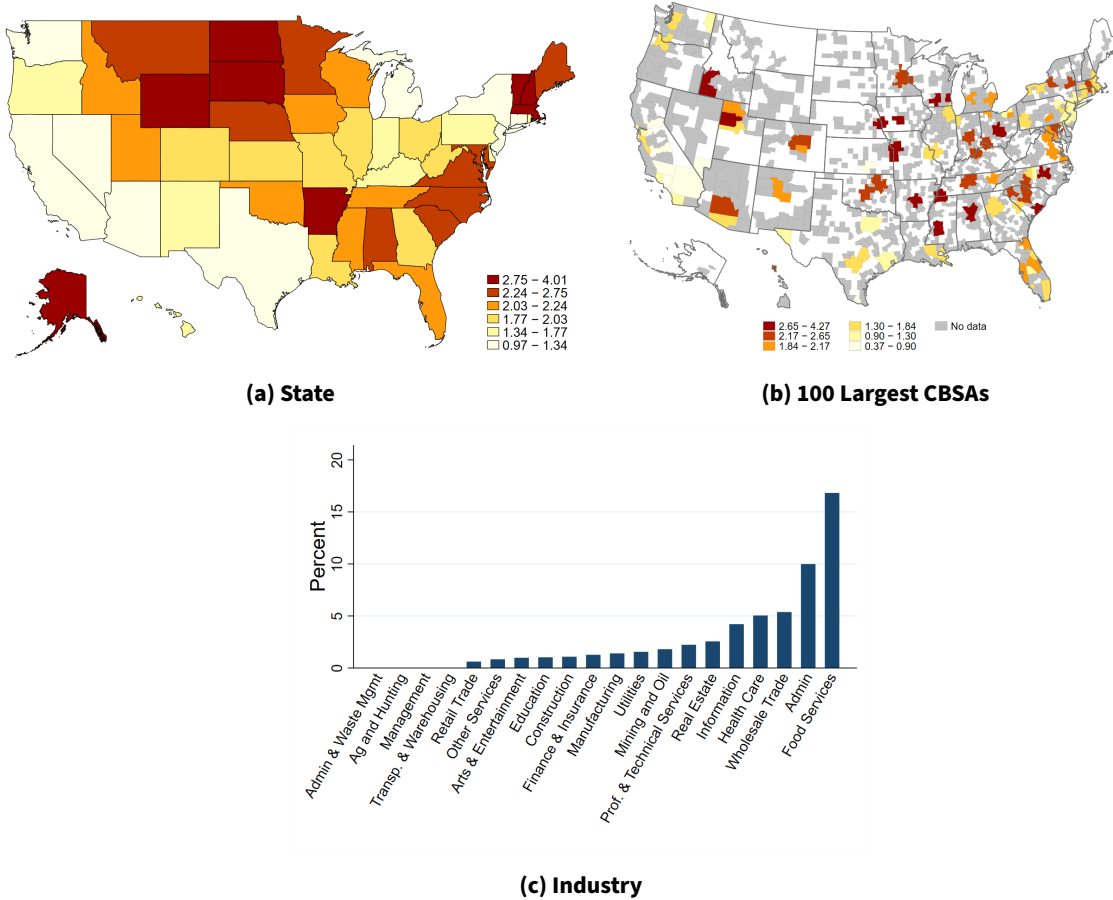 2.75 − 4.01
2.24 − 2.75
2.03 − 2.24
1.77 − 2.03
1.34 − 1.77
0.97 − 1.34
(a) State
2.65 − 4.27
2.17 − 2.65
1.84 − 2.17
1.30 − 1.84
0.90 − 1.30
0.37 − 0.90
No data
(b) 100 Largest CBSAs
Percent
20
15
10
5
0
Admin & Waste Mgmt
Ag and Hunting
Management
Transp. & Warehousing
Retail Trade
Other Services
Arts & Entertainment
Education
Construction
Finance & Insurance
Manufacturing
Utilities
Mining and Oil
Prof. & Technical Services
Real Estate
Information
Health Care
Wholesale Trade
Admin
Food Services
(c) Industry